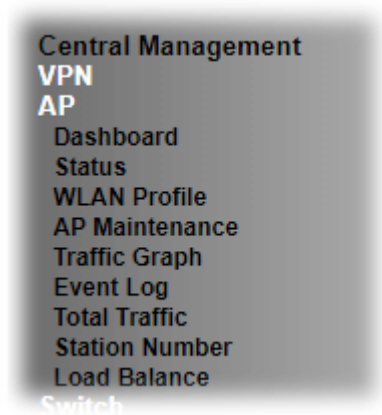 Central Management
VPN
AP
Dashboard
Status
WLAN Profile
AP Maintenance
Traffic Graph
Event Log
Total Traffic
Station Number
Load Balance
Switch